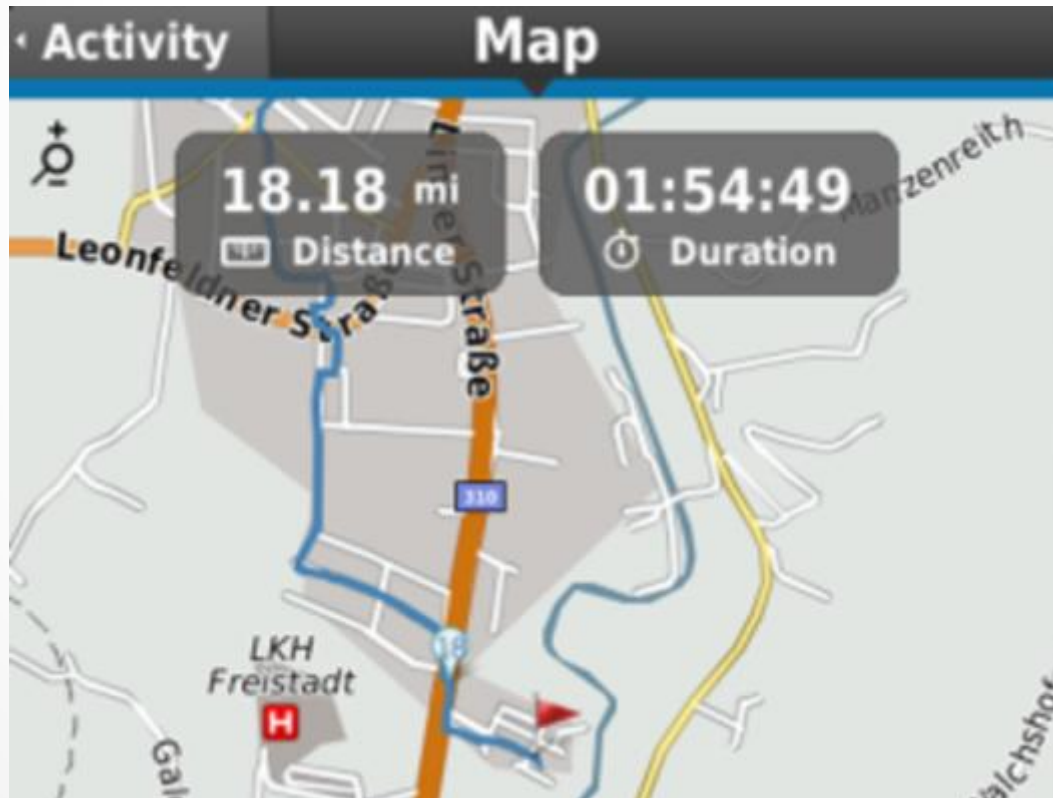 Activity
Map
18.18 mi
Distance
01:54:49
Duration
Manzenreith
Leonfeldner Straße
Linzer Straße
310
18
LKH
Freistadt
H